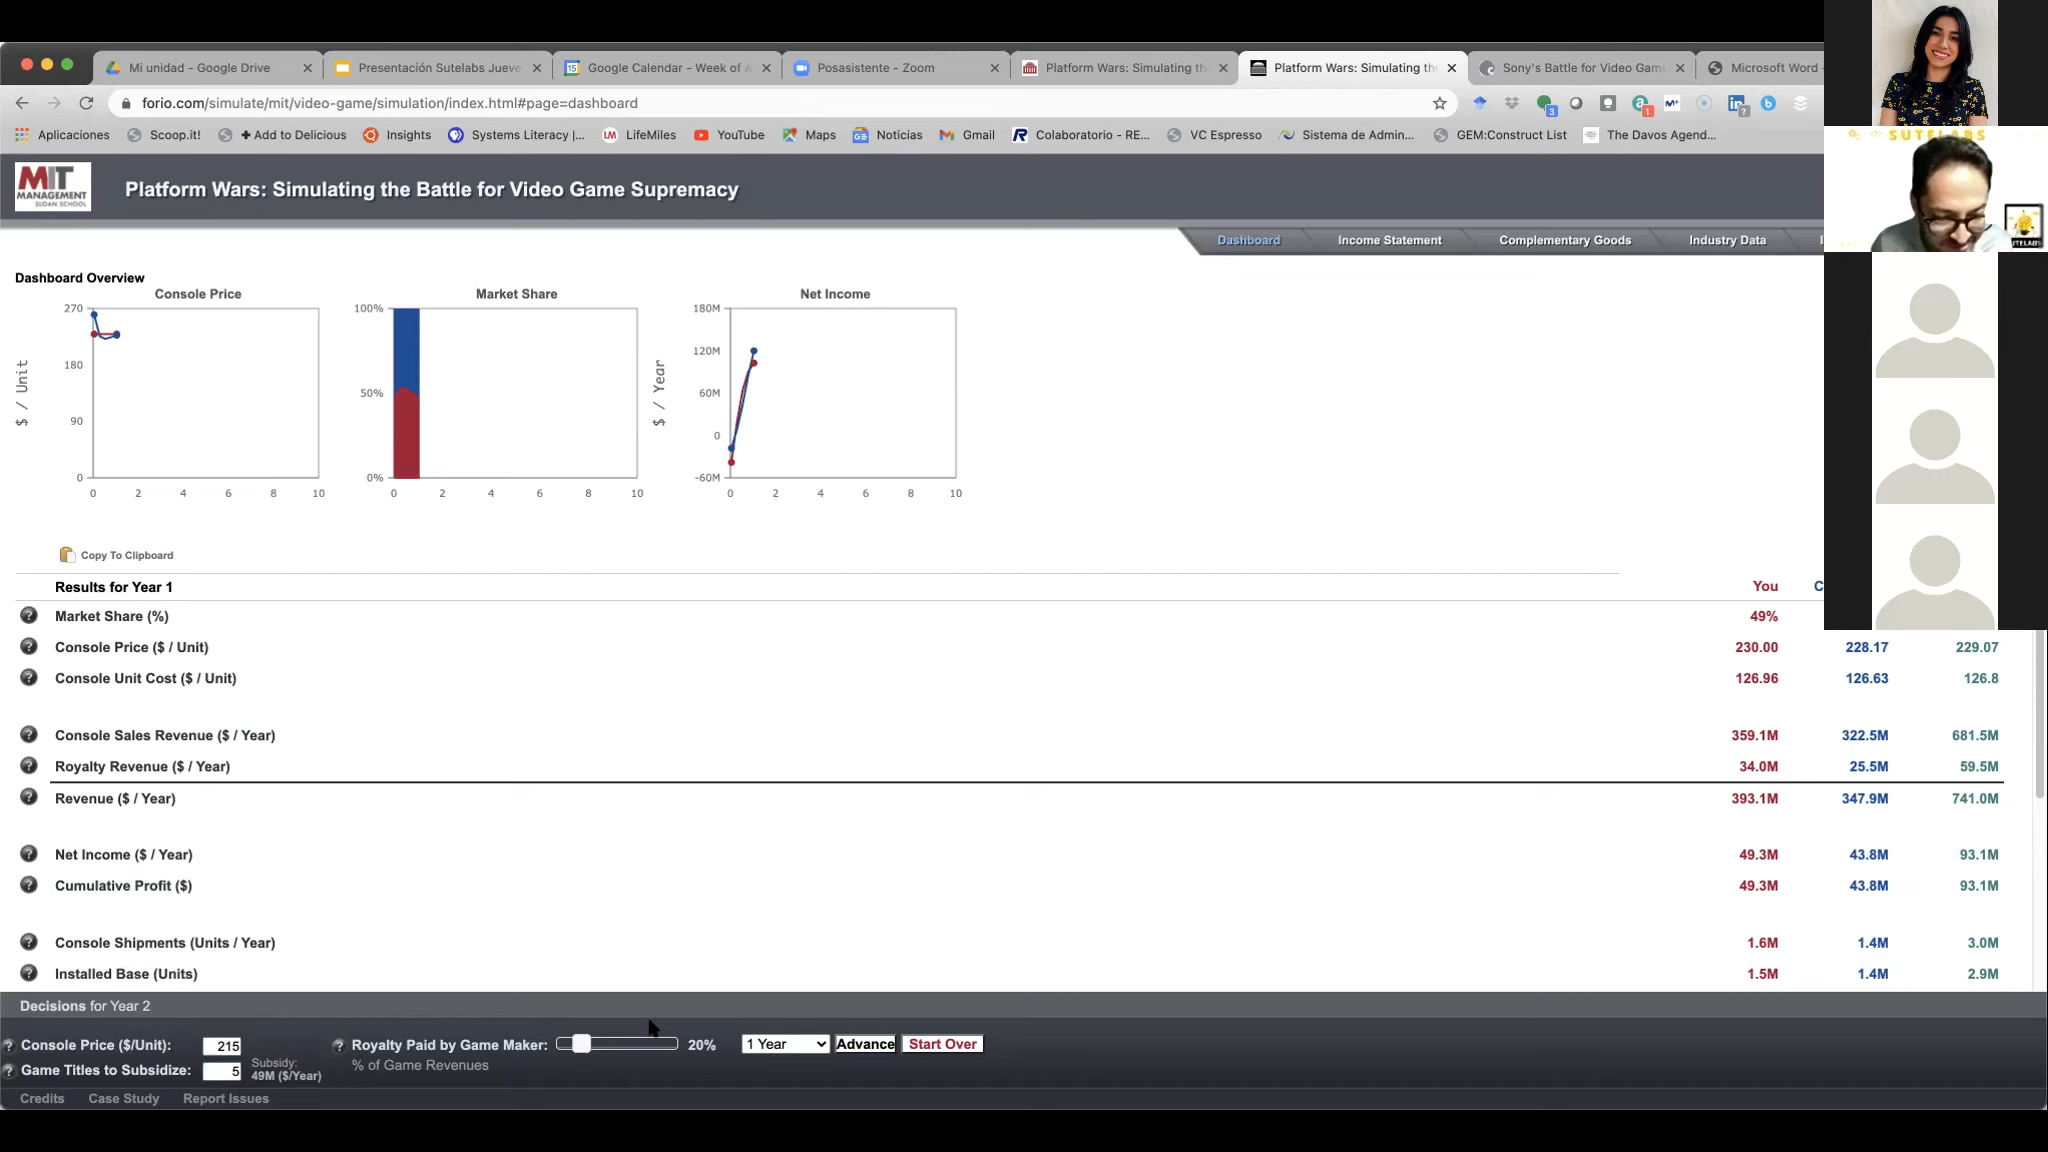 Mi unidad - Google Drive
Presentación Sutelabs Jueve
Google Calendar - Week of A
Posasistente - Zoom
Platform Wars: Simulating th
Platform Wars: Simulating the
Sony's Battle for Video Game
Microsoft Word -
forio.com/simulate/mit/video-game/simulation/index.html#page=dashboard
Aplicaciones
Scoop.it!
+ Add to Delicious
Insights
Systems Literacy |...
LifeMiles
YouTube
Maps
Noticias
Gmail
Colaboratorio - RE...
VC Espresso
Sistema de Admin...
GEM:Construct List
The Davos Agend...
SUTELABS
MIT
MANAGEMENT
SLOAN SCHOOL
Platform Wars: Simulating the Battle for Video Game Supremacy
Dashboard Income Statement Complementary Goods Industry Data
Dashboard Overview
Console Price
$ / Unit
270
180
90
0
0 2 4 6 8 10
Market Share
100%
50%
0%
0 2 4 6 8 10
Net Income
$ / Year
180M
120M
60M
0
-60M
0 2 4 6 8 10
Copy To Clipboard
Results for Year 1 You C
Market Share (%) 49%
Console Price ($ / Unit) 230.00 228.17 229.07
Console Unit Cost ($ / Unit) 126.96 126.63 126.8
Console Sales Revenue ($ / Year) 359.1M 322.5M 681.5M
Royalty Revenue ($ / Year) 34.0M 25.5M 59.5M
Revenue ($ / Year) 393.1M 347.9M 741.0M
Net Income ($ / Year) 49.3M 43.8M 93.1M
Cumulative Profit ($) 49.3M 43.8M 93.1M
Console Shipments (Units / Year) 1.6M 1.4M 3.0M
Installed Base (Units) 1.5M 1.4M 2.9M
Decisions for Year 2
Console Price ($/Unit): 215
Royalty Paid by Game Maker: 20%
1 Year Advance Start Over
% of Game Revenues
Game Titles to Subsidize: 5
Subsidy:
49M ($/Year)
Credits Case Study Report Issues